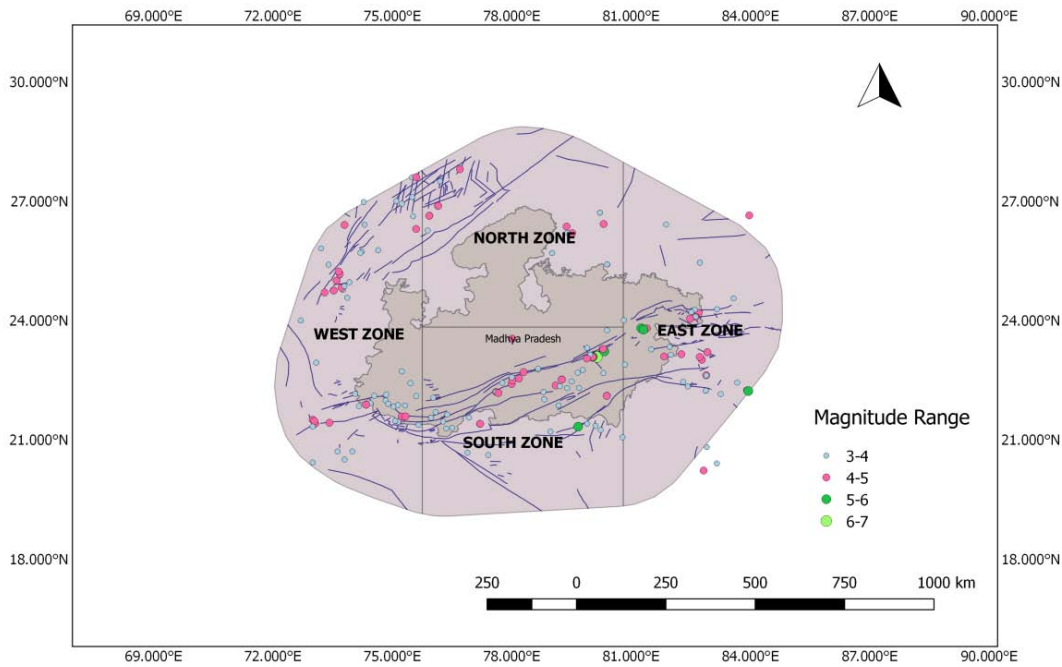 69.000°E 72.000°E 75.000°E 78.000°E 81.000°E 84.000°E 87.000°E 90.000°E
30.000°N 30.000°N
27.000°N 27.000°N
NORTH ZONE
24.000°N 24.000°N
WEST ZONE Madhya Pradesh EAST ZONE
Magnitude Range
21.000°N SOUTH ZONE 21.000°N
3-4
4-5
5-6
6-7
18.000°N 18.000°N
250 0 250 500 750 1000 km
69.000°E 72.000°E 75.000°E 78.000°E 81.000°E 84.000°E 87.000°E 90.000°E